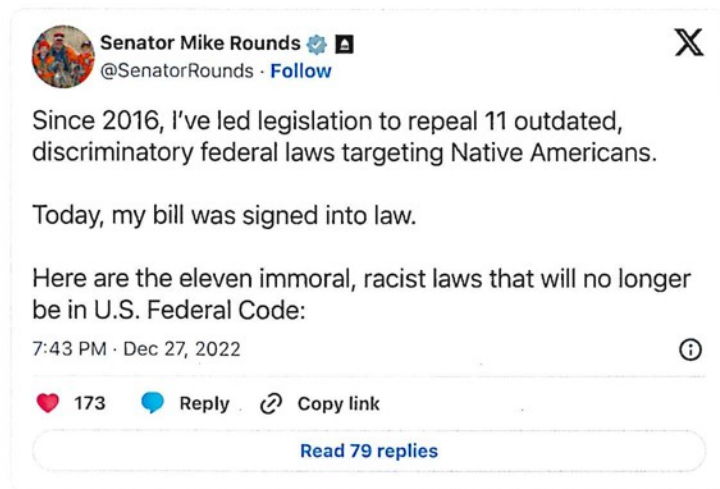 Senator Mike Rounds
@SenatorRounds · Follow
Since 2016, I've led legislation to repeal 11 outdated,
discriminatory federal laws targeting Native Americans.
Today, my bill was signed into law.
Here are the eleven immoral, racist laws that will no longer
be in U.S. Federal Code:
7:43 PM · Dec 27, 2022
173 Reply Copy link
Read 79 replies